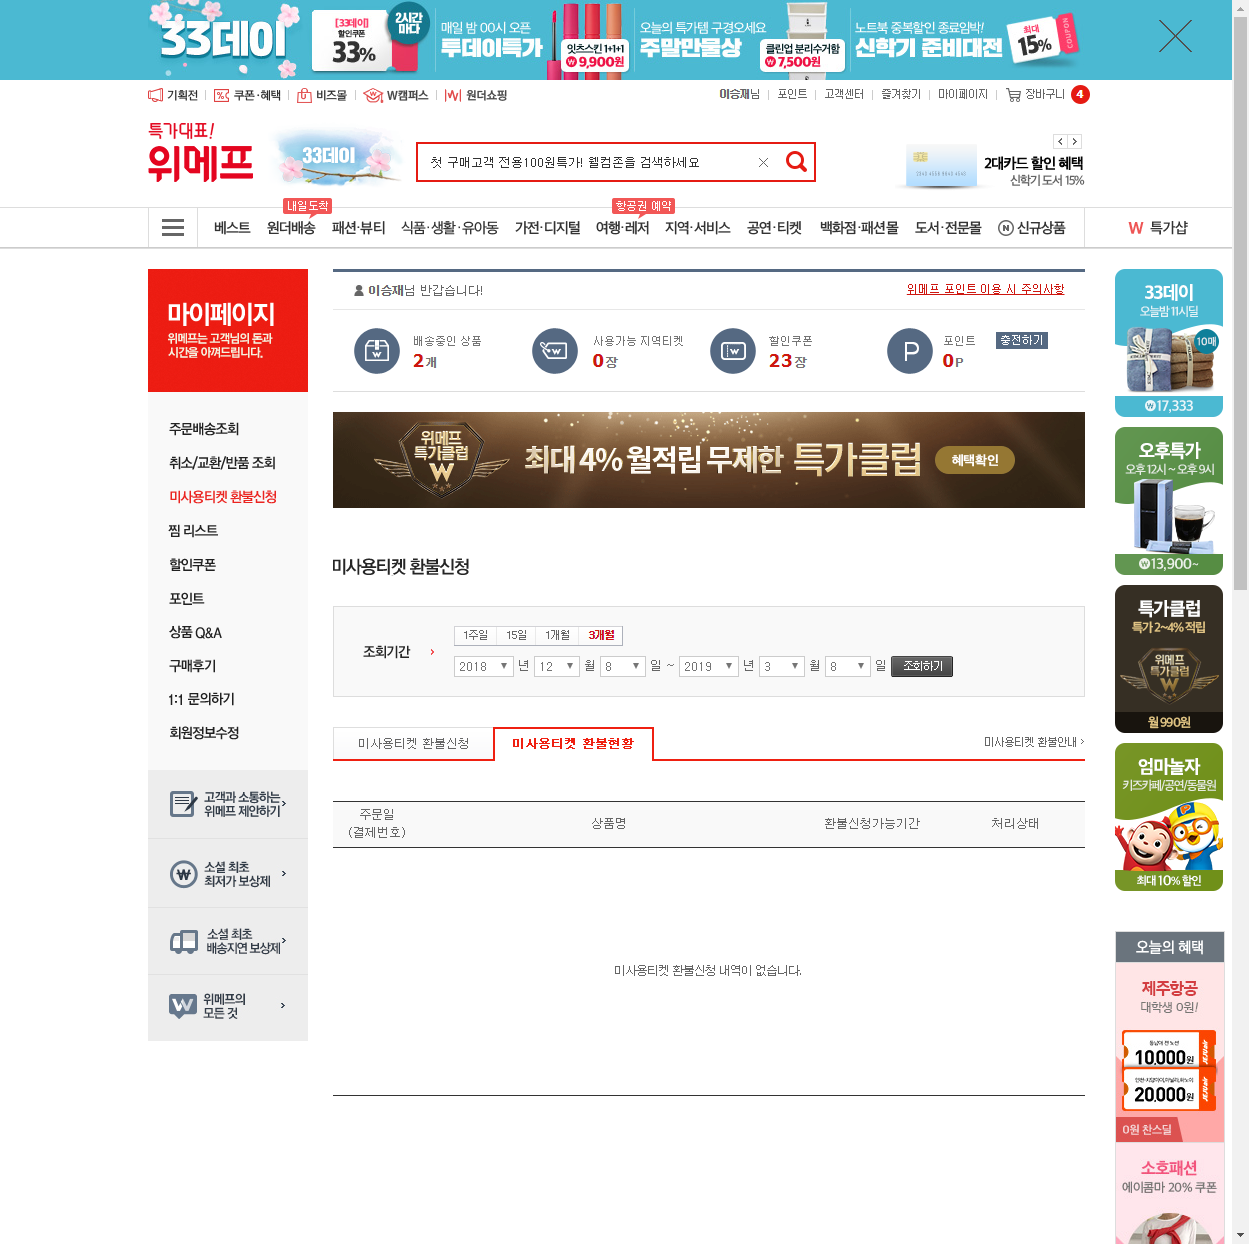 33데이
[33데이]
할인쿠폰
33%
2시간
마다
매일 밤 00시 오픈
투데이특가
잇츠스킨 1+1+1
₩9,900원
오늘의 특가템 구경오세요
주말만물상
클린업 분리수거함
₩7,500원
노트북 중복할인 종료임박!
신학기 준비대전
최대
15%
COUPON
기획전
쿠폰·혜택
비즈몰
W캠퍼스
원더쇼핑
이승재님
포인트
고객센터
즐겨찾기
마이페이지
장바구니 4
특가대표!
위메프
33데이
첫 구매고객 전용100원특가! 웰컴존을 검색하세요
2대카드 할인 혜택
신학기 도서 15%
내일도착
항공권 예약
베스트
원더배송
패션·뷰티
식품·생활·유아동
가전·디지털
여행·레저
지역·서비스
공연·티켓
백화점·패션몰
도서·전문몰
N 신규상품
W 특가샵
마이페이지
위메프는 고객님의 돈과
시간을 아껴드립니다.
주문배송조회
취소/교환/반품 조회
미사용티켓 환불신청
찜 리스트
할인쿠폰
포인트
상품 Q&A
구매후기
1:1 문의하기
회원정보수정
고객과 소통하는
위메프 제안하기
소셜 최초
최저가 보상제
소셜 최초
배송지연 보상제
위메프의
모든 것
이승재님 반갑습니다!
위메프 포인트 이용 시 주의사항
배송중인 상품
2개
사용가능 지역티켓
0장
할인쿠폰
23장
포인트
0P
충전하기
위메프
특가클럽
W
최대 4% 월적립 무제한 특가클럽
혜택확인
미사용티켓 환불신청
조회기간
1주일
15일
1개월
3개월
2018 년 12 월 8 일 ~ 2019 년 3 월 8 일 조회하기
미사용티켓 환불신청
미사용티켓 환불현황
미사용티켓 환불안내
주문일
(결제번호)
상품명
환불신청가능기간
처리상태
미사용티켓 환불신청 내역이 없습니다.
33데이
오늘밤 11시딜
10매
₩17,333
오후특가
오후 12시 ~ 오후 9시
₩13,900~
특가클럽
특가 2~4% 적립
위메프
특가클럽
W
월 990원
엄마놀자
키즈카페/공연/동물원
최대 10% 할인
오늘의 혜택
제주항공
대학생 0원!
10,000원
20,000원
0원 찬스딜
소호패션
에이콤마 20% 쿠폰